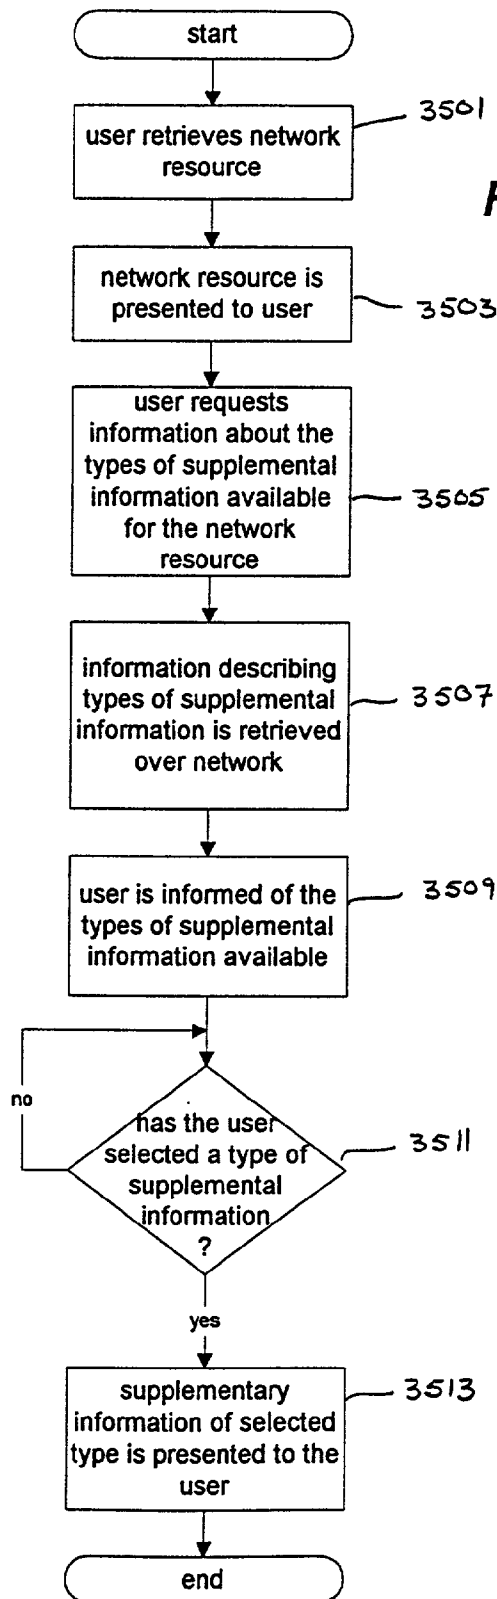 start
3501
user retrieves network
resource
network resource is
presented to user
3503
user requests
information about the
types of supplemental
information available
for the network
resource
3505
information describing
types of supplemental
information is retrieved
over network
3507
user is informed of the
types of supplemental
information available
3509
no
has the user
selected a type of
supplemental
information
?
3511
yes
supplementary
information of selected
type is presented to the
user
3513
end